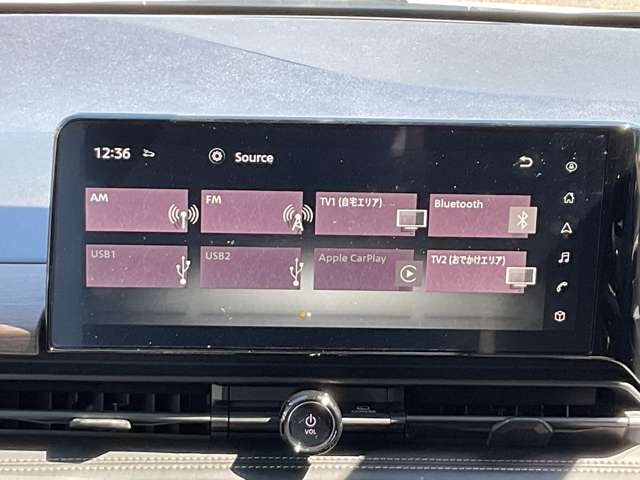 12:36
Source
AM
FM
TV1 (自宅エリア)
Bluetooth
USB1
USB2
Apple CarPlay
TV2 (おでかけエリア)
VOL